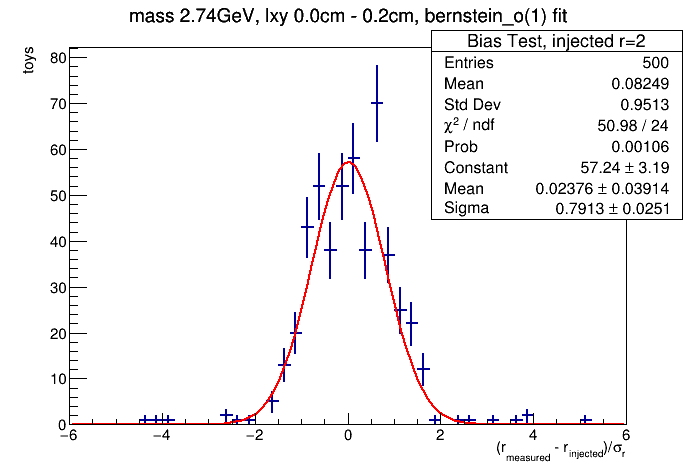 mass 2.74GeV, lxy 0.0cm - 0.2cm, bernstein_o(1) fit
Bias Test, injected r=2
Entries 500
Mean 0.08249
Std Dev 0.9513
χ² / ndf 50.98 / 24
Prob 0.00106
Constant 57.24 ± 3.19
Mean 0.02376 ± 0.03914
Sigma 0.7913 ± 0.0251
toys
80
70
60
50
40
30
20
10
0
−6 −4 −2 0 2 4 6
(r_measured - r_injected)/σ_r